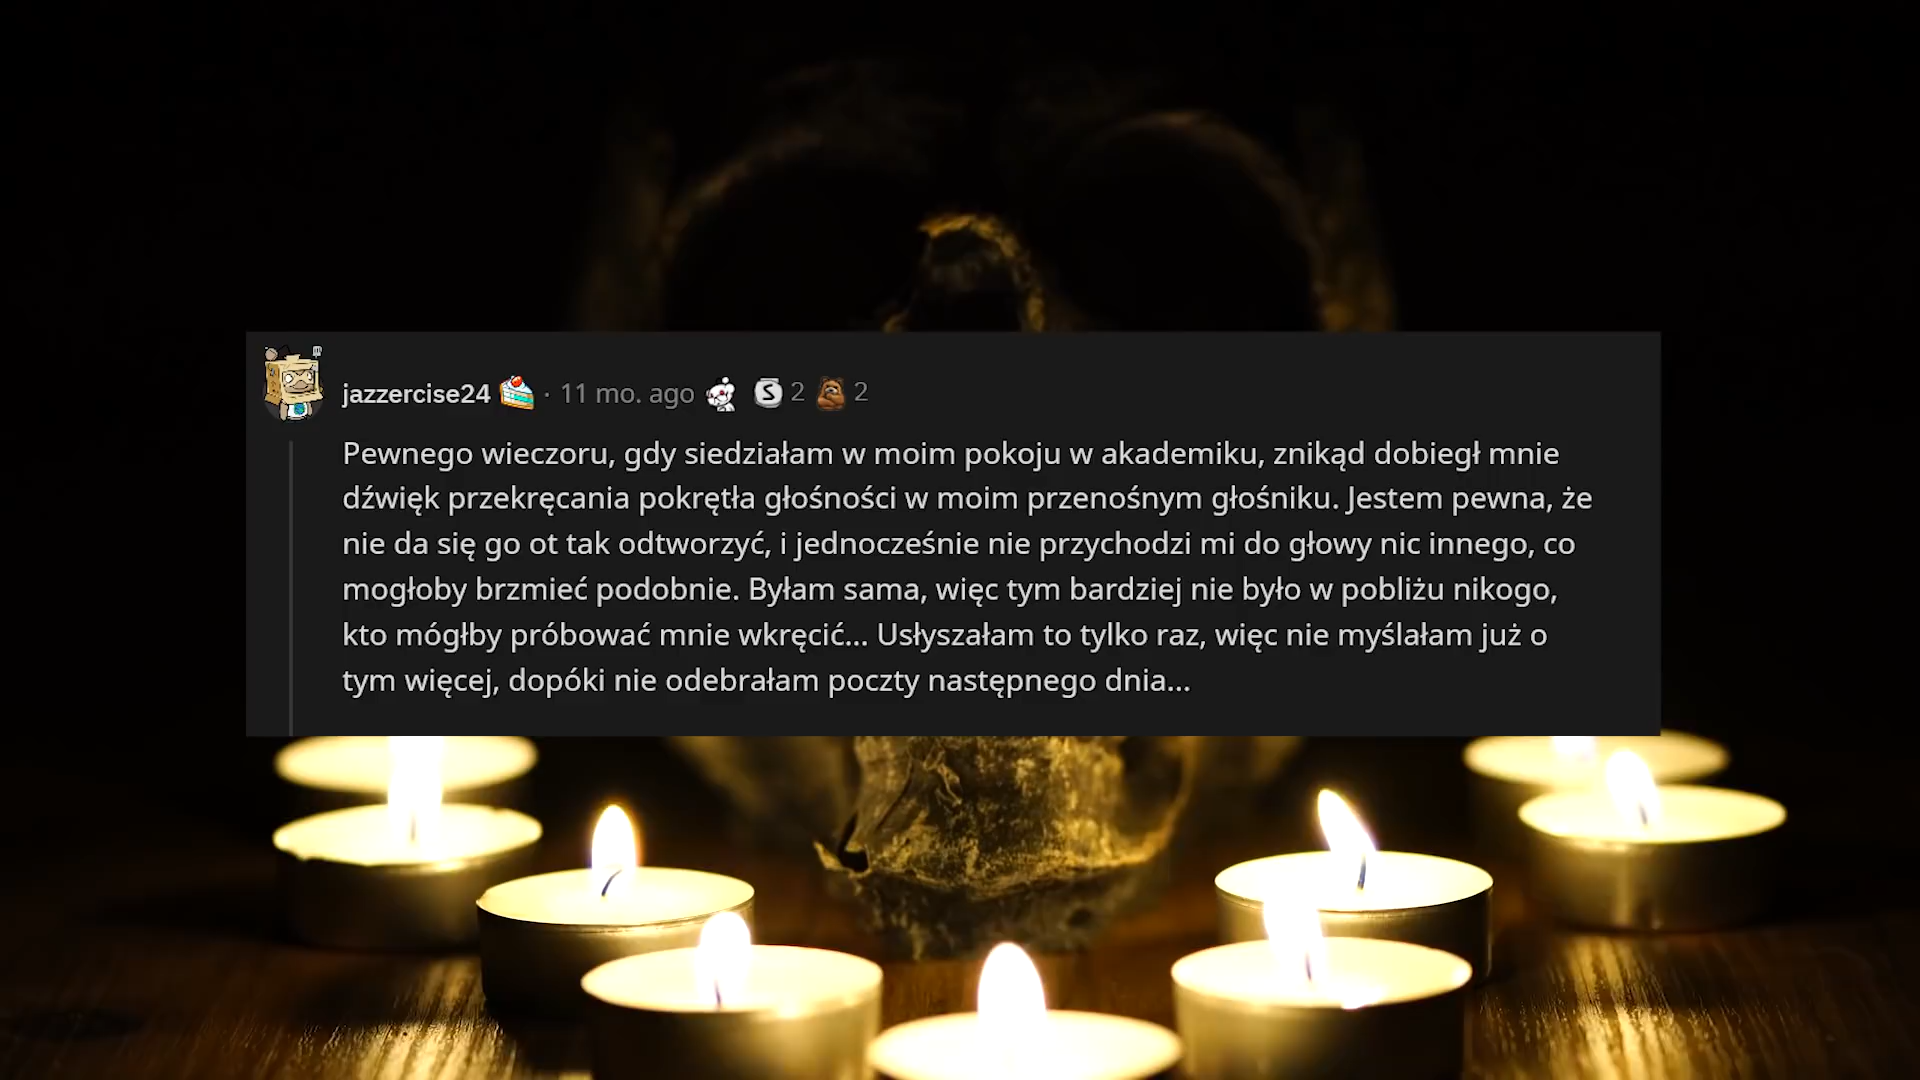 jazzercise24 · 11 mo. ago 2 2
Pewnego wieczoru, gdy siedziałam w moim pokoju w akademiku, znikąd dobiegł mnie
dźwięk przekręcania pokrętła głośności w moim przenośnym głośniku. Jestem pewna, że
nie da się go ot tak odtworzyć, i jednocześnie nie przychodzi mi do głowy nic innego, co
mogłoby brzmieć podobnie. Byłam sama, więc tym bardziej nie było w pobliżu nikogo,
kto mógłby próbować mnie wkręcić... Usłyszałam to tylko raz, więc nie myślałam już o
tym więcej, dopóki nie odebrałam poczty następnego dnia...